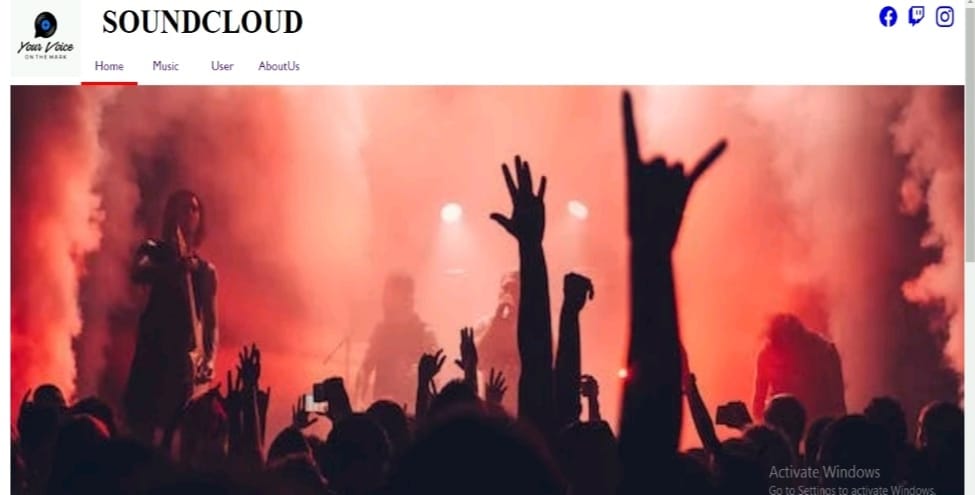 SOUNDCLOUD
Your Voice
ON THE MARK
Home Music User AboutUs
Activate Windows
Go to Settings to activate Windows.